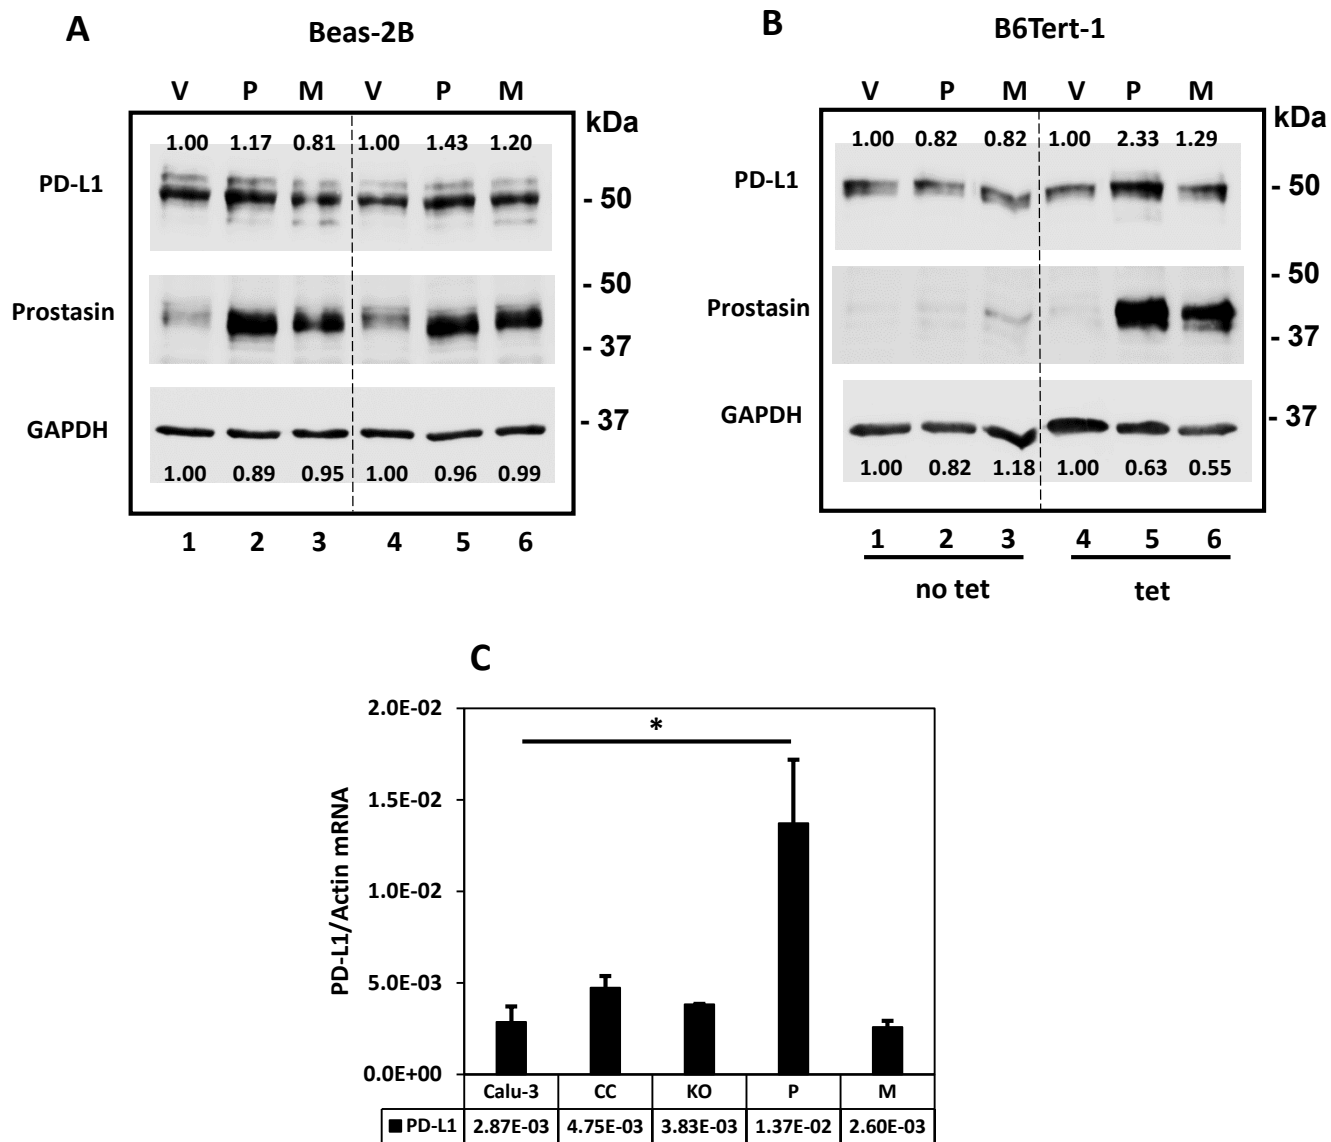 A
Beas-2B
V P M V P M
kDa
1.00 1.17 0.81 1.00 1.43 1.20
PD-L1
- 50
Prostasin
- 50
- 37
GAPDH
- 37
1.00 0.89 0.95 1.00 0.96 0.99
1 2 3 4 5 6
B
B6Tert-1
V P M V P M
kDa
1.00 0.82 0.82 1.00 2.33 1.29
PD-L1
- 50
Prostasin
- 50
- 37
GAPDH
- 37
1.00 0.82 1.18 1.00 0.63 0.55
1 2 3 4 5 6
no tet tet
C
PD-L1/Actin mRNA
2.0E-02
1.5E-02
1.0E-02
5.0E-03
0.0E+00
*
Calu-3 CC KO P M
PD-L1 2.87E-03 4.75E-03 3.83E-03 1.37E-02 2.60E-03